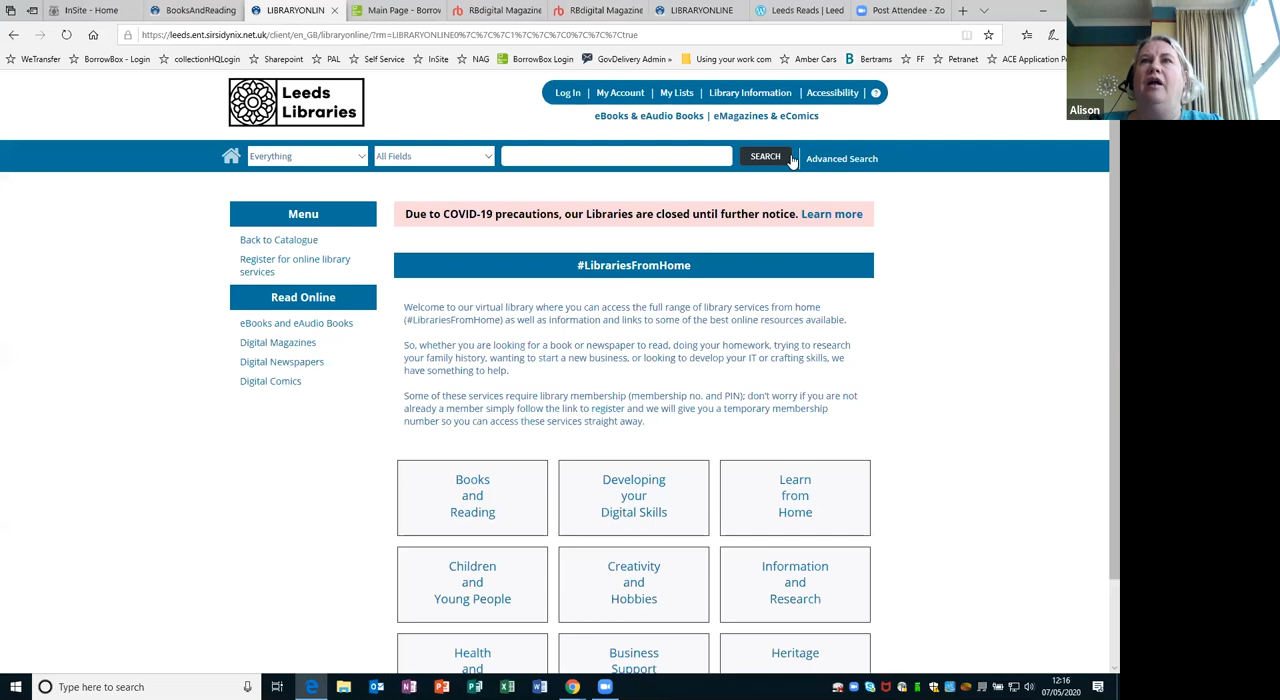 InSite - Home
BooksAndReading
LIBRARYONLIN
Main Page - Borrow
RBdigital Magazine
RBdigital Magazine
LIBRARYONLINE
Leeds Reads | Leed
Post Attendee - Zo
https://leeds.ent.sirsidynix.net.uk/client/en_GB/libraryonline/?rm=LIBRARYONLINE0%7C%7C%7C1%7C%7C%7C0%7C%7C%7Ctrue
WeTransfer
BorrowBox - Login
collectionHQLogin
Sharepoint
PAL
Self Service
InSite
NAG
BorrowBox Login
GovDelivery Admin »
Using your work com
Amber Cars
Bertrams
FF
Petranet
ACE Application P
Alison
Leeds
Libraries
Log In | My Account | My Lists | Library Information | Accessibility | ?
eBooks & eAudio Books | eMagazines & eComics
Everything
All Fields
SEARCH
Advanced Search
Menu
Back to Catalogue
Register for online library
services
Read Online
eBooks and eAudio Books
Digital Magazines
Digital Newspapers
Digital Comics
Due to COVID-19 precautions, our Libraries are closed until further notice. Learn more
#LibrariesFromHome
Welcome to our virtual library where you can access the full range of library services from home
(#LibrariesFromHome) as well as information and links to some of the best online resources available.
So, whether you are looking for a book or newspaper to read, doing your homework, trying to research
your family history, wanting to start a new business, or looking to develop your IT or crafting skills, we
have something to help.
Some of these services require library membership (membership no. and PIN); don't worry if you are not
already a member simply follow the link to register and we will give you a temporary membership
number so you can access these services straight away.
Books
and
Reading
Developing
your
Digital Skills
Learn
from
Home
Children
and
Young People
Creativity
and
Hobbies
Information
and
Research
Health
and
Business
Support
Heritage
Type here to search
12:16
07/05/2020